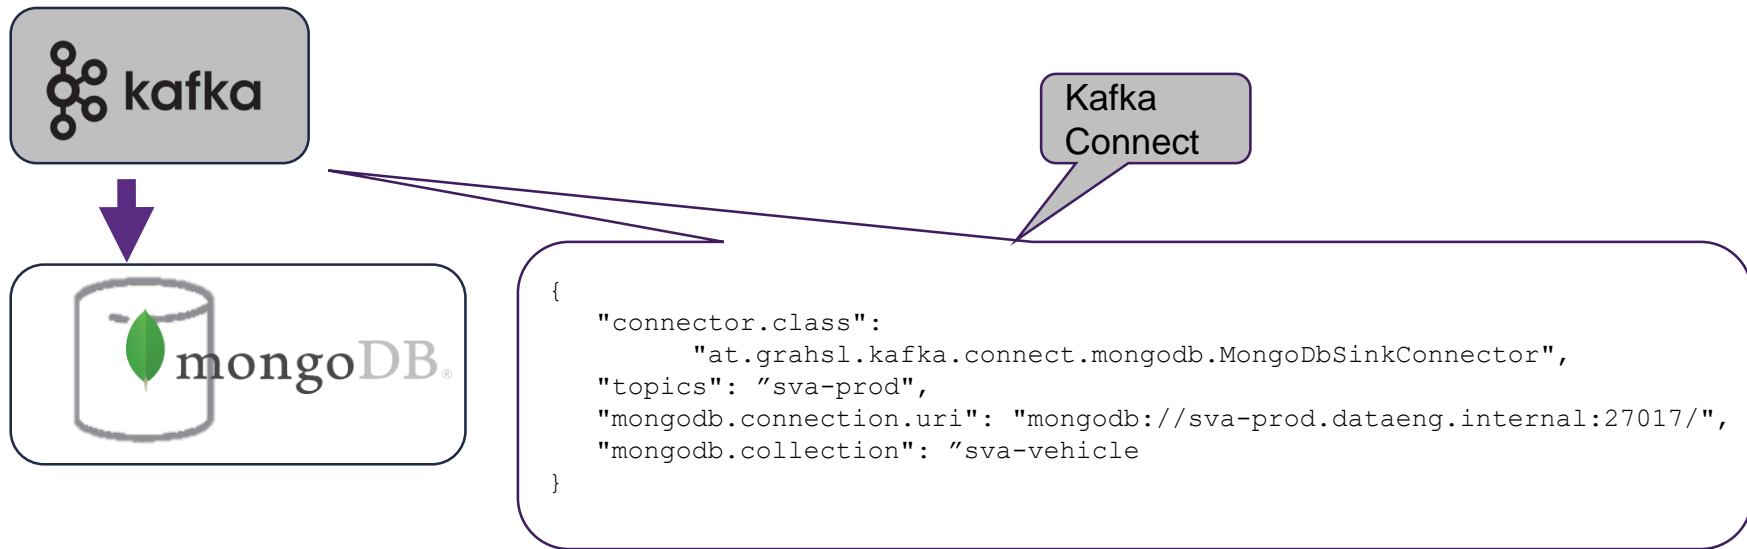 kafka
Kafka
Connect
mongoDB®
{
"connector.class":
"at.grahsl.kafka.connect.mongodb.MongoDbSinkConnector",
"topics": ”sva-prod",
"mongodb.connection.uri": "mongodb://sva-prod.dataeng.internal:27017/",
"mongodb.collection": ”sva-vehicle
}